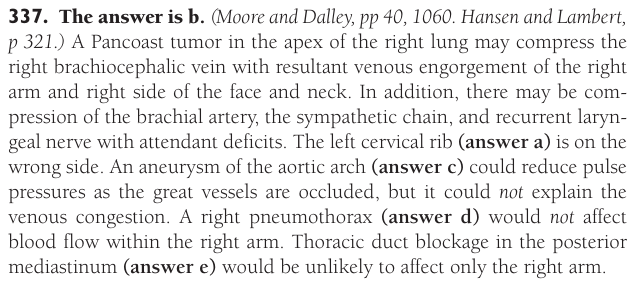 337. The answer is b. (Moore and Dalley, pp 40, 1060. Hansen and Lambert,
p 321.) A Pancoast tumor in the apex of the right lung may compress the
right brachiocephalic vein with resultant venous engorgement of the right
arm and right side of the face and neck. In addition, there may be com-
pression of the brachial artery, the sympathetic chain, and recurrent laryn-
geal nerve with attendant deficits. The left cervical rib (answer a) is on the
wrong side. An aneurysm of the aortic arch (answer c) could reduce pulse
pressures as the great vessels are occluded, but it could not explain the
venous congestion. A right pneumothorax (answer d) would not affect
blood flow within the right arm. Thoracic duct blockage in the posterior
mediastinum (answer e) would be unlikely to affect only the right arm.